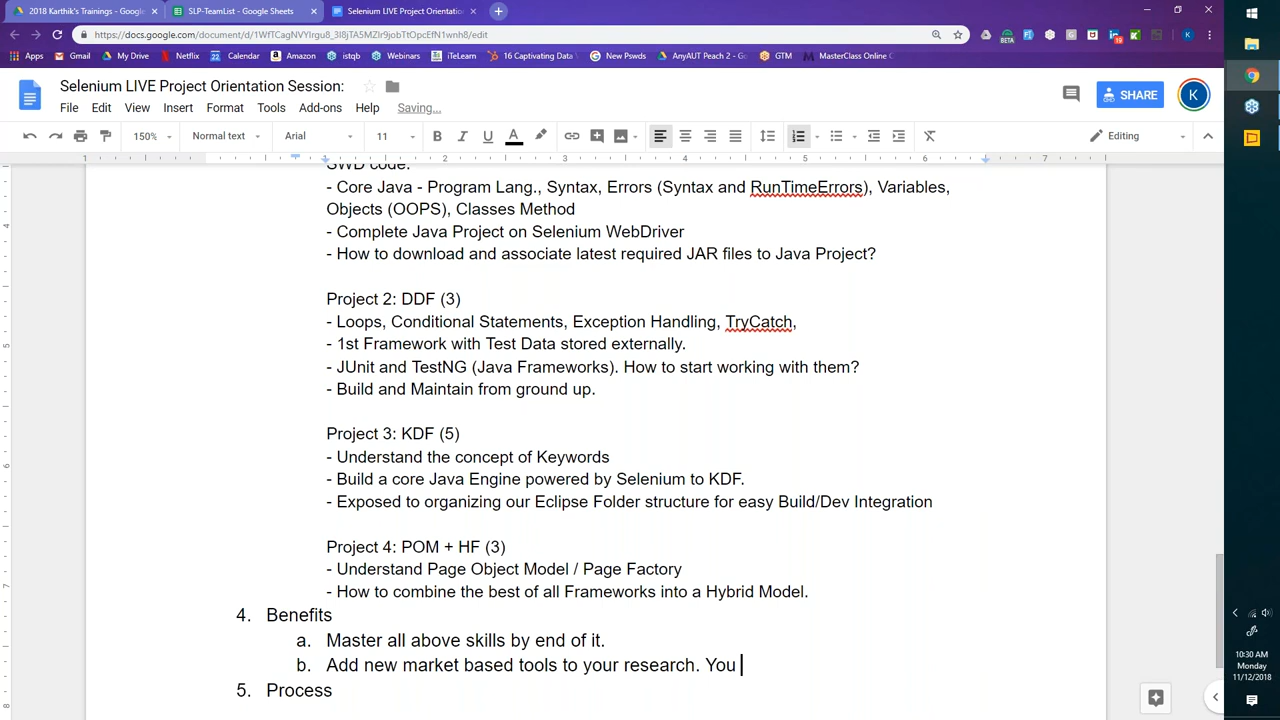 2018 Karthik's Trainings - Google
SLP-TeamList - Google Sheets
Selenium LIVE Project Orientatio
https://docs.google.com/document/d/1WfTCagNVYIrgu8_3I8jTA5MZIr9jobTtOpcEfN1wnh8/edit
Apps Gmail My Drive Netflix Calendar Amazon istqb Webinars iTeLearn 16 Captivating Data New Pswds AnyAUT Peach 2 - Go GTM MasterClass Online C
Selenium LIVE Project Orientation Session:
File Edit View Insert Format Tools Add-ons Help Saving...
SHARE
K
150% Normal text Arial 11 B I U A Editing
1 2 3 4 5 6 7
SWD code:
- Core Java - Program Lang., Syntax, Errors (Syntax and RunTimeErrors), Variables,
Objects (OOPS), Classes Method
- Complete Java Project on Selenium WebDriver
- How to download and associate latest required JAR files to Java Project?
Project 2: DDF (3)
- Loops, Conditional Statements, Exception Handling, TryCatch,
- 1st Framework with Test Data stored externally.
- JUnit and TestNG (Java Frameworks). How to start working with them?
- Build and Maintain from ground up.
Project 3: KDF (5)
- Understand the concept of Keywords
- Build a core Java Engine powered by Selenium to KDF.
- Exposed to organizing our Eclipse Folder structure for easy Build/Dev Integration
Project 4: POM + HF (3)
- Understand Page Object Model / Page Factory
- How to combine the best of all Frameworks into a Hybrid Model.
4. Benefits
a. Master all above skills by end of it.
b. Add new market based tools to your research. You
5. Process
10:30 AM
Monday
11/12/2018